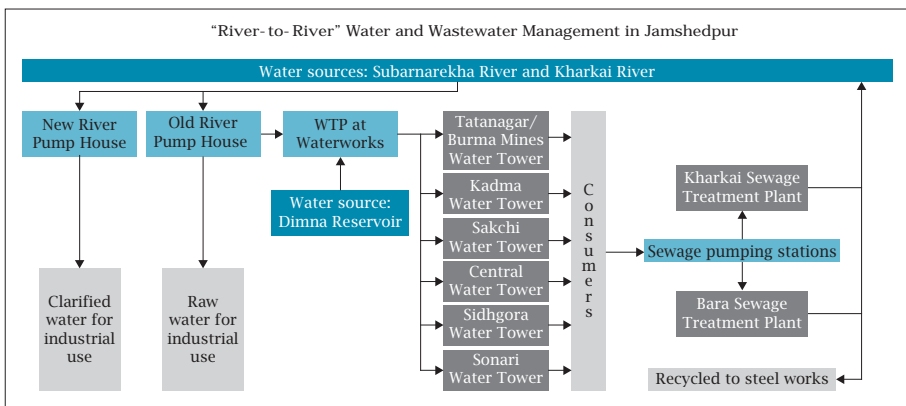 “River-to-River” Water and Wastewater Management in Jamshedpur
Water sources: Subarnarekha River and Kharkai River
New River
Pump House
Old River
Pump House
WTP at
Waterworks
Water source:
Dimna Reservoir
Clarified
water for
industrial
use
Raw
water for
industrial
use
Tatanagar/
Burma Mines
Water Tower
Kadma
Water Tower
Sakchi
Water Tower
Central
Water Tower
Sidhgora
Water Tower
Sonari
Water Tower
Consumers
Kharkai Sewage
Treatment Plant
Sewage pumping stations
Bara Sewage
Treatment Plant
Recycled to steel works